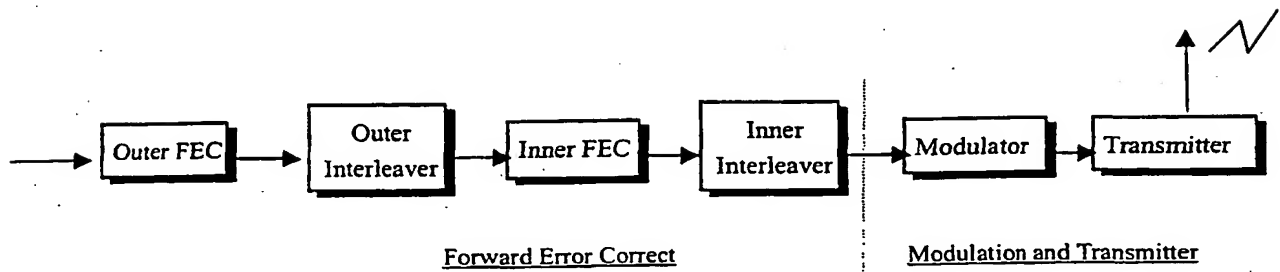 Outer FEC
Outer
Interleaver
Inner FEC
Inner
Interleaver
Modulator
Transmitter
Forward Error Correct
Modulation and Transmitter